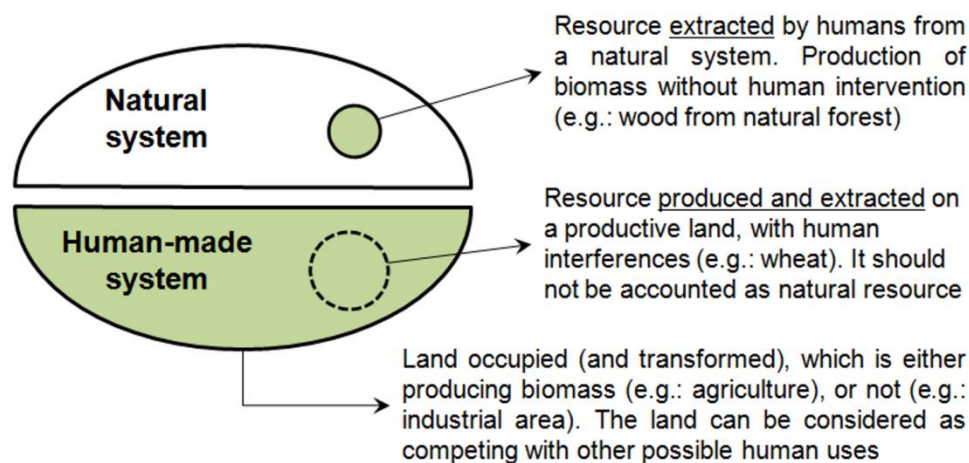 Resource extracted by humans from
a natural system. Production of
biomass without human intervention
(e.g.: wood from natural forest)
Natural
system
Resource produced and extracted on
a productive land, with human
interferences (e.g.: wheat). It should
not be accounted as natural resource
Human-made
system
Land occupied (and transformed), which is either
producing biomass (e.g.: agriculture), or not (e.g.:
industrial area). The land can be considered as
competing with other possible human uses